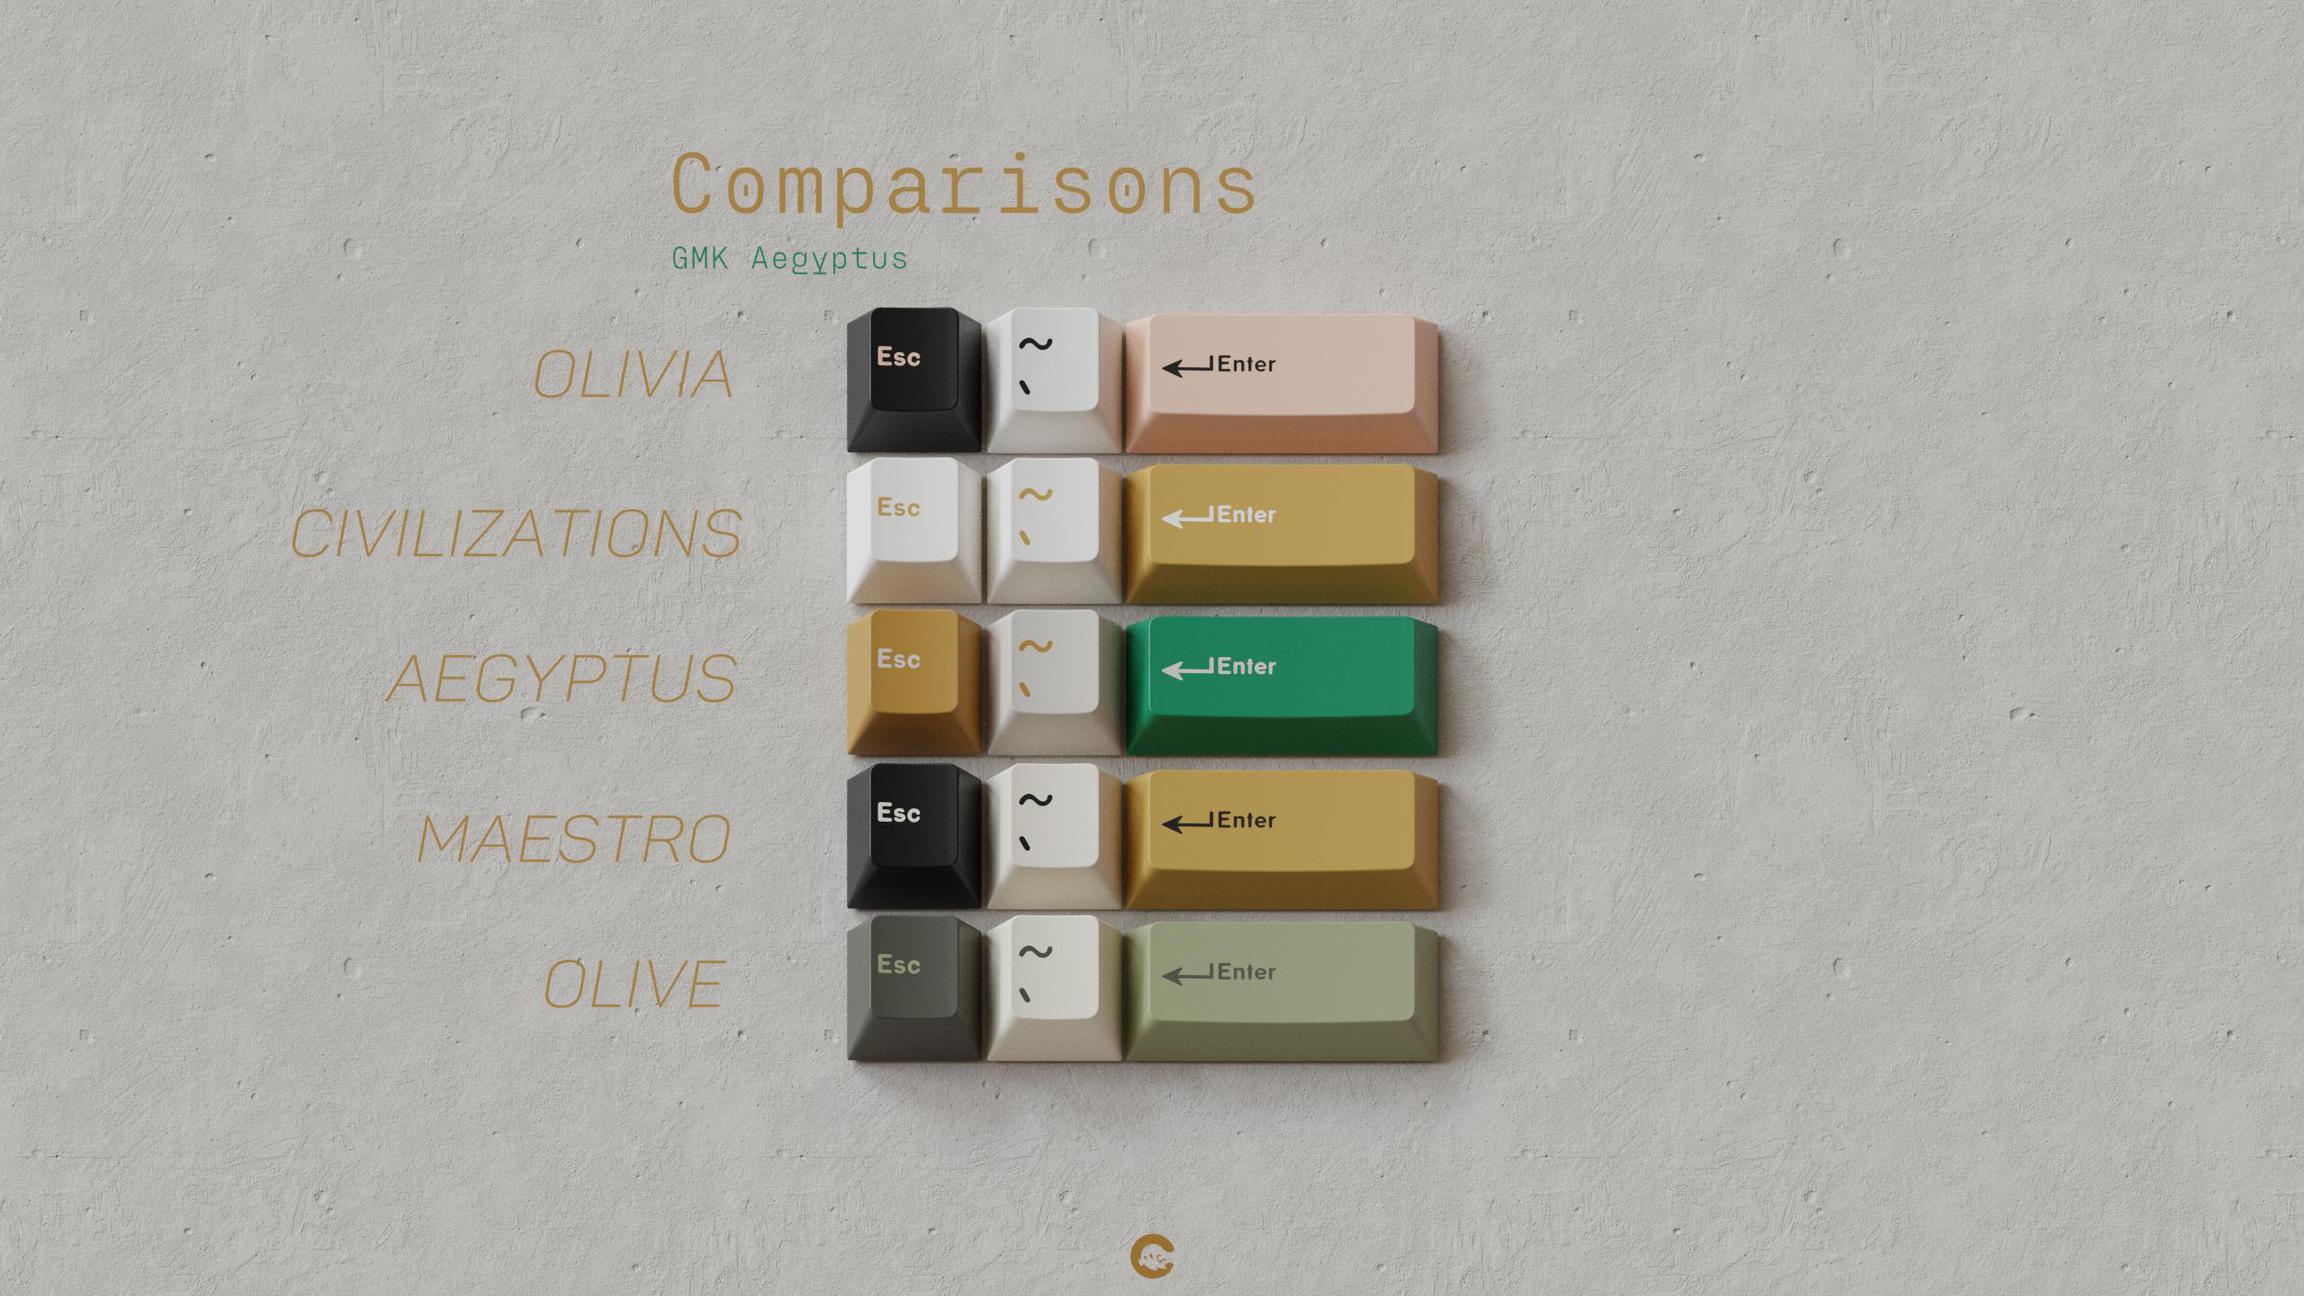 Comparisons
GMK Aegyptus
OLIVIA
Esc
~
`
Enter
CIVILIZATIONS
Esc
~
`
Enter
AEGYPTUS
Esc
~
`
Enter
MAESTRO
Esc
~
`
Enter
OLIVE
Esc
~
`
Enter